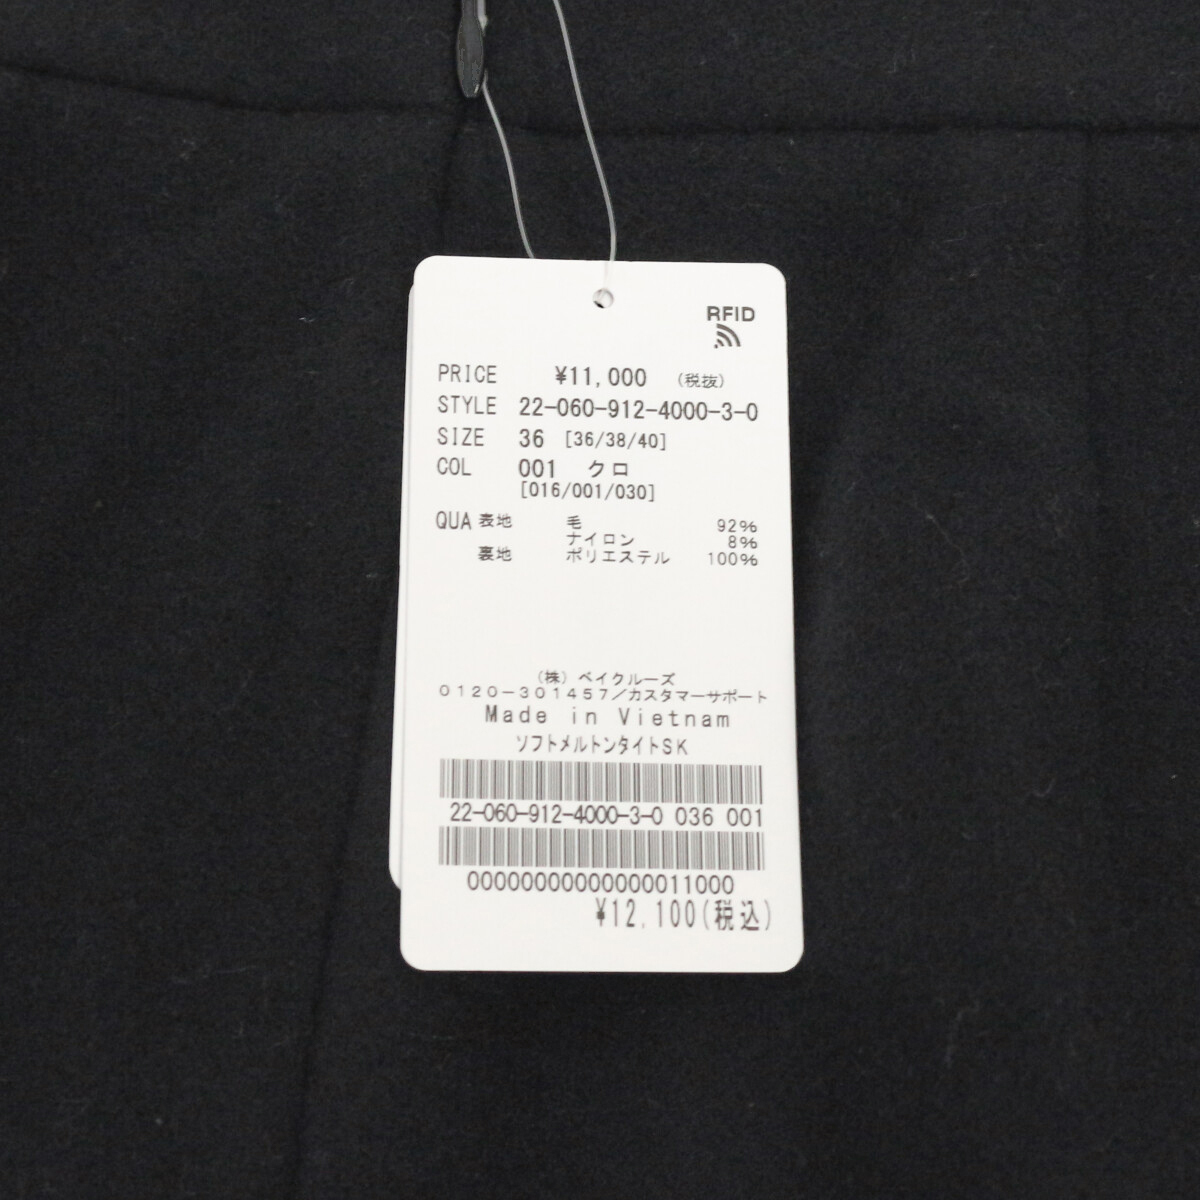 RFID
PRICE ¥11,000 (税抜)
STYLE 22-060-912-4000-3-0
SIZE 36 [36/38/40]
COL 001 クロ
[016/001/030]
QUA 表地 毛 92%
ナイロン 8%
裏地 ポリエステル 100%
(株) ベイクルーズ
0120-301457/カスタマーサポート
Made in Vietnam
ソフトメルトンタイトSK
22-060-912-4000-3-0 036 001
00000000000000011000
¥12,100(税込)